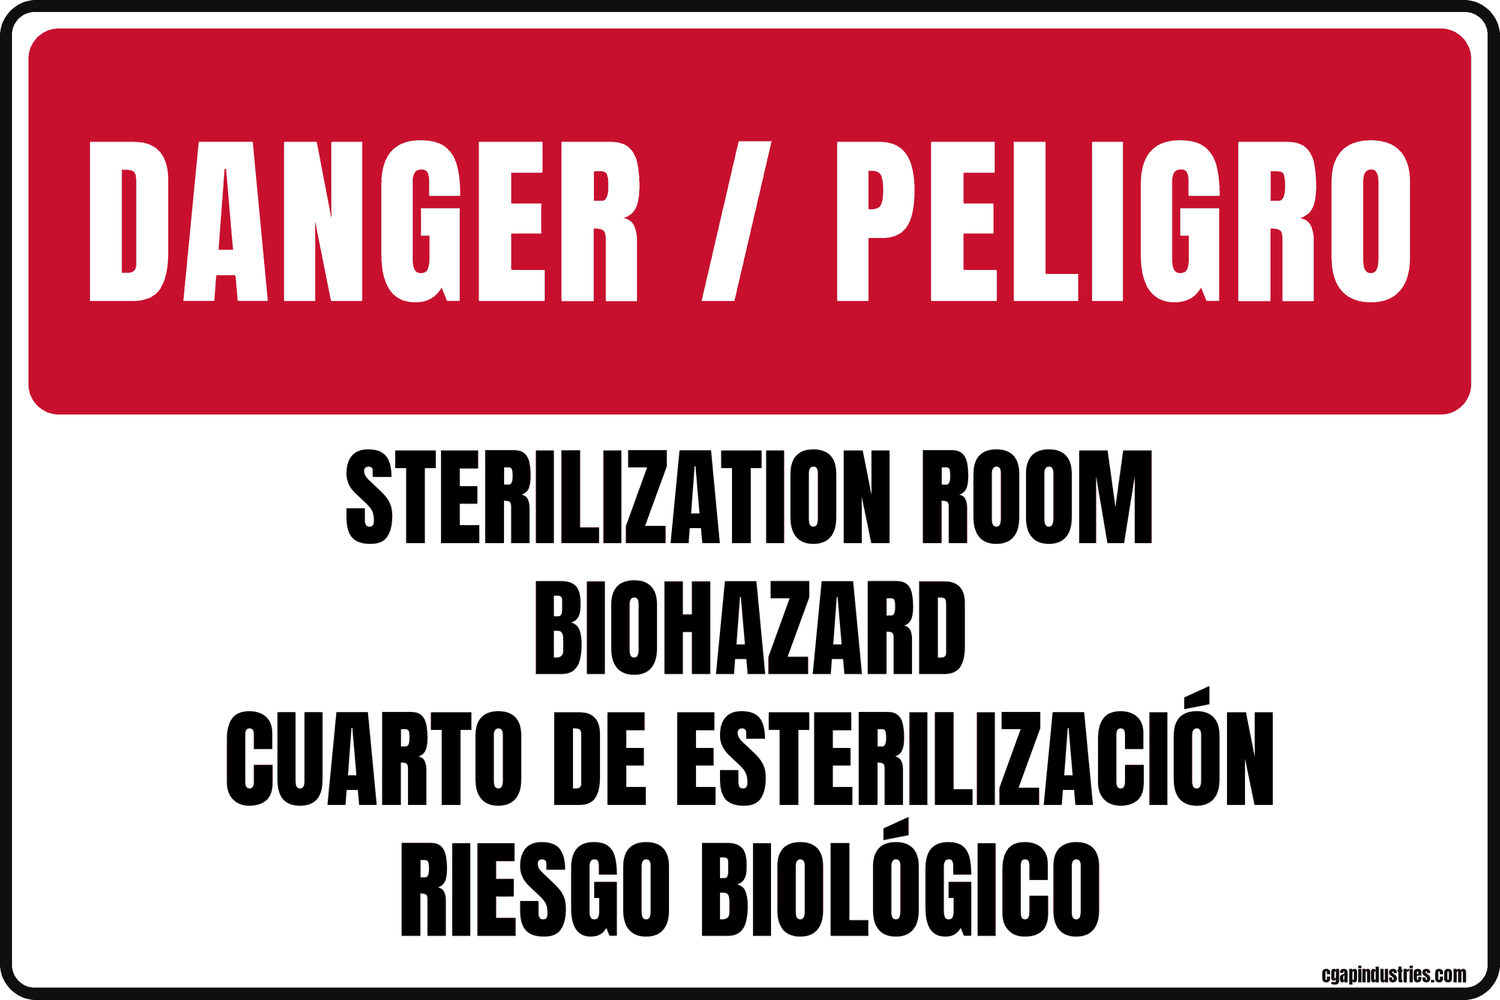 DANGER / PELIGRO
STERILIZATION ROOM
BIOHAZARD
CUARTO DE ESTERILIZACIÓN
RIESGO BIOLÓGICO
cgapindustries.com